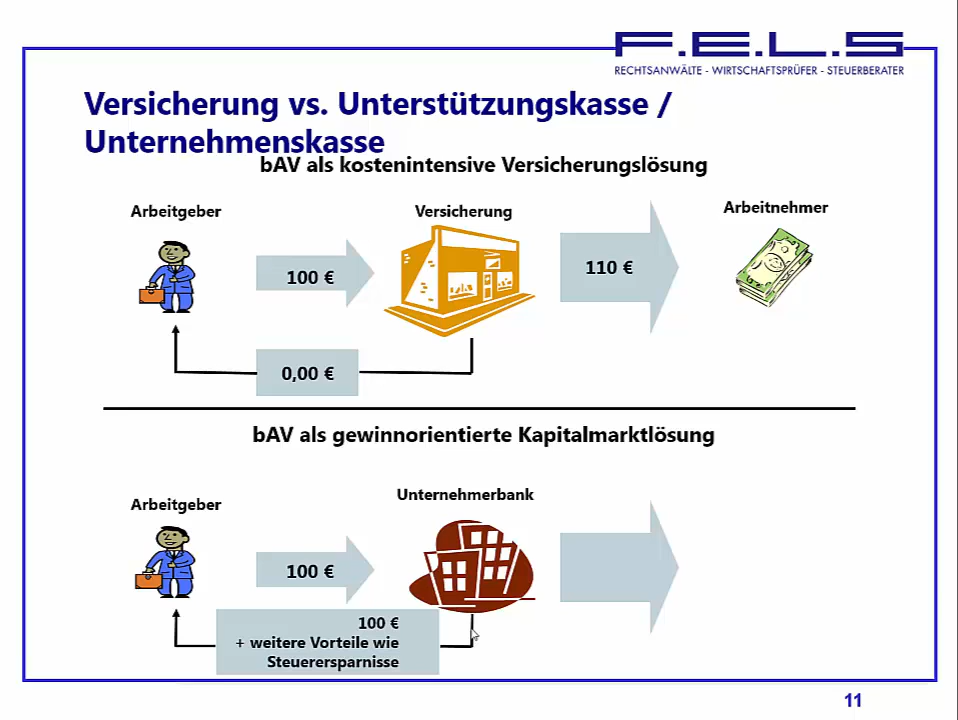 F.E.L.S
RECHTSANWÄLTE - WIRTSCHAFTSPRÜFER - STEUERBERATER
Versicherung vs. Unterstützungskasse /
Unternehmenskasse
bAV als kostenintensive Versicherungslösung
Arbeitgeber
Versicherung
Arbeitnehmer
100 €
110 €
0,00 €
bAV als gewinnorientierte Kapitalmarktlösung
Arbeitgeber
Unternehmerbank
100 €
100 €
+ weitere Vorteile wie
Steuerersparnisse
11